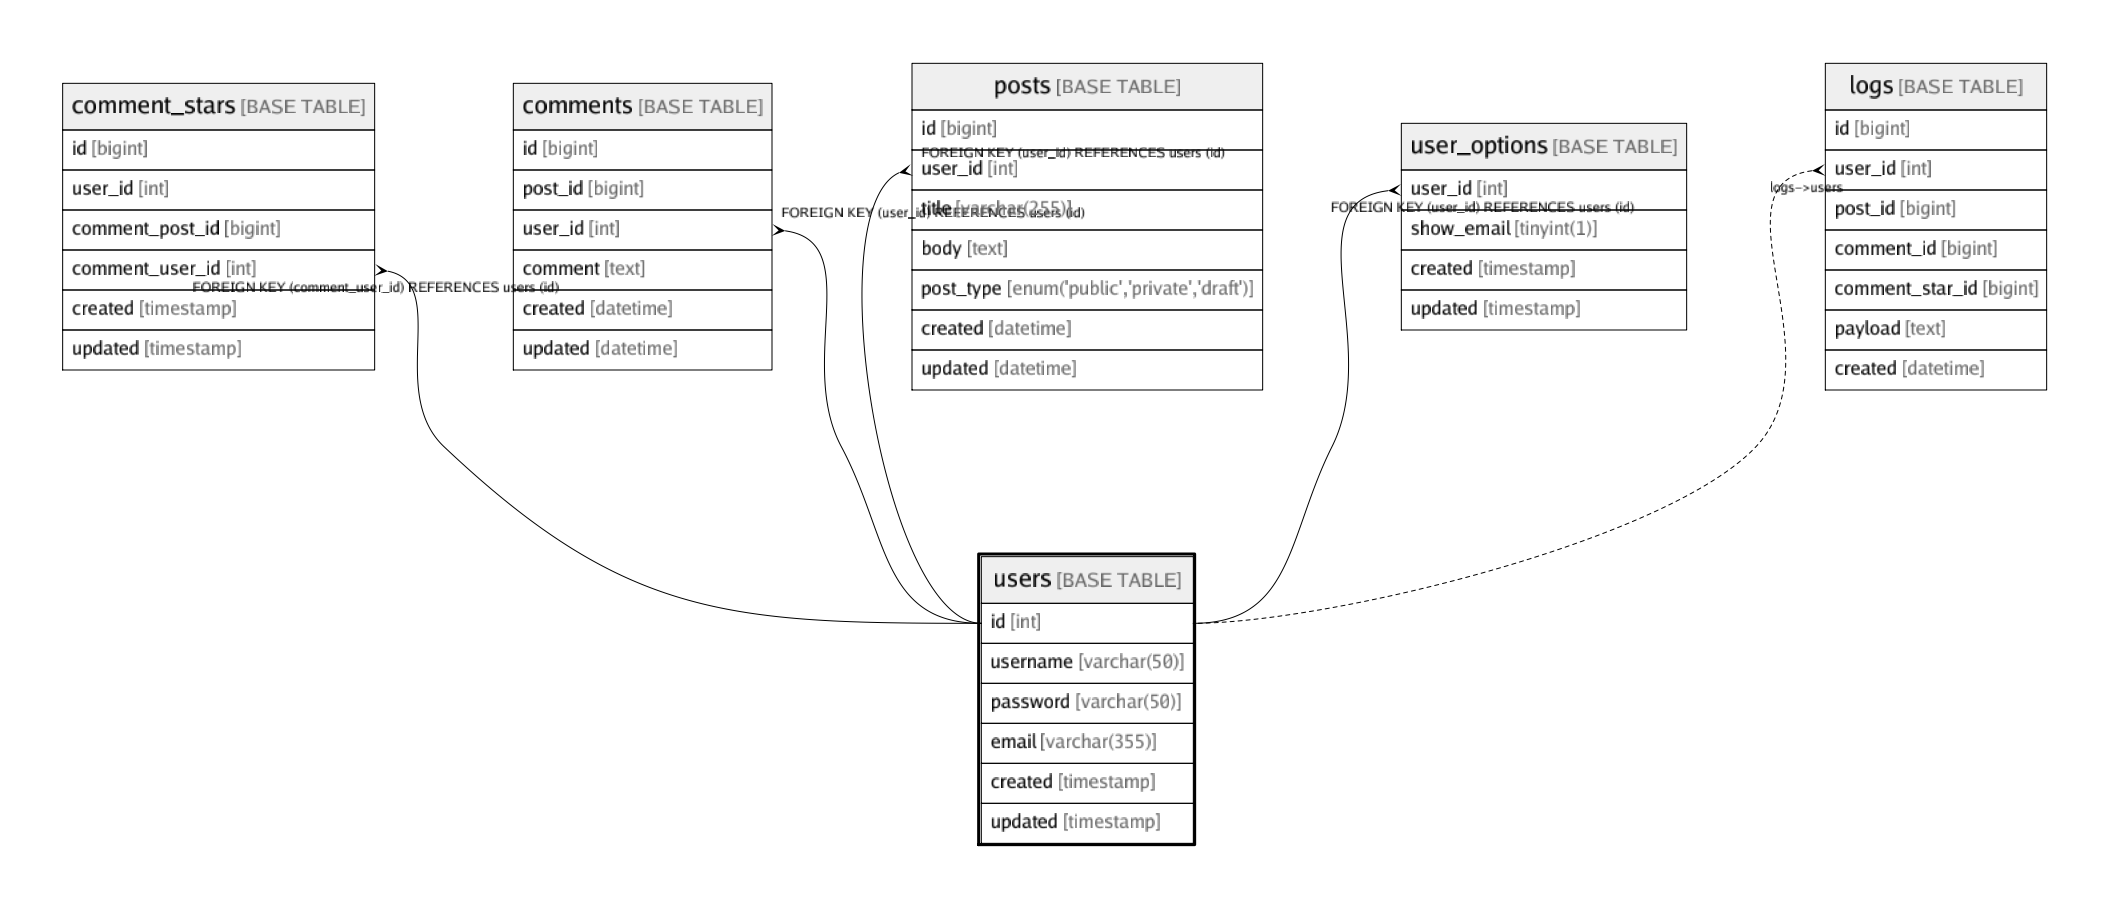 comment_stars [BASE TABLE]
id [bigint]
user_id [int]
comment_post_id [bigint]
comment_user_id [int]
created [timestamp]
updated [timestamp]
FOREIGN KEY (comment_user_id) REFERENCES users (id)
comments [BASE TABLE]
id [bigint]
post_id [bigint]
user_id [int]
comment [text]
created [datetime]
updated [datetime]
FOREIGN KEY (user_id) REFERENCES users (id)
posts [BASE TABLE]
id [bigint]
FOREIGN KEY (user_id) REFERENCES users (id)
user_id [int]
title [varchar(255)]
body [text]
post_type [enum('public','private','draft')]
created [datetime]
updated [datetime]
user_options [BASE TABLE]
user_id [int]
FOREIGN KEY (user_id) REFERENCES users (id)
show_email [tinyint(1)]
created [timestamp]
updated [timestamp]
logs [BASE TABLE]
id [bigint]
user_id [int]
logs->users
post_id [bigint]
comment_id [bigint]
comment_star_id [bigint]
payload [text]
created [datetime]
users [BASE TABLE]
id [int]
username [varchar(50)]
password [varchar(50)]
email [varchar(355)]
created [timestamp]
updated [timestamp]